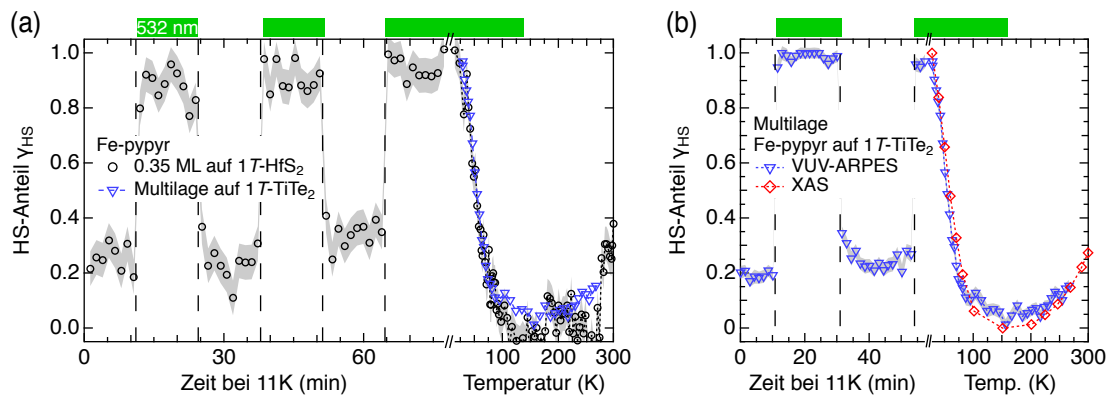 (a)
532 nm
1.0
0.8
0.6
0.4
0.2
0.0
HS-Anteil γHS
Fe-pypyr
0.35 ML auf 1T-HfS2
Multilage auf 1T-TiTe2
0
30
60
100
200
300
Zeit bei 11K (min)
Temperatur (K)
(b)
1.0
0.8
0.6
0.4
0.2
0.0
HS-Anteil γHS
Multilage
Fe-pypyr auf 1T-TiTe2
VUV-ARPES
XAS
0
20
40
100
200
300
Zeit bei 11K (min)
Temp. (K)